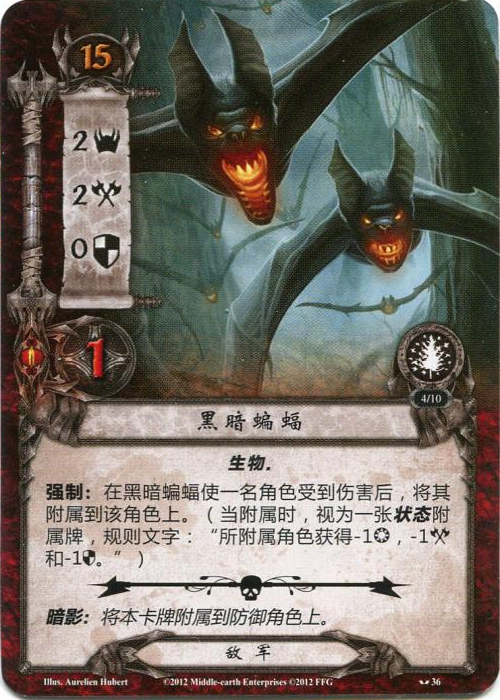 15
2
2
0
1
4/10
黑暗蝙蝠
生物.
强制：在黑暗蝙蝠使一名角色受到伤害后，将其
附属到该角色上。（当附属时，视为一张状态附
属牌，规则文字：“所附属角色获得-1，-1
和-1。”）
暗影：将本卡牌附属到防御角色上。
敌军
Illus. Aurelien Hubert
©2012 Middle-earth Enterprises ©2012 FFG
36